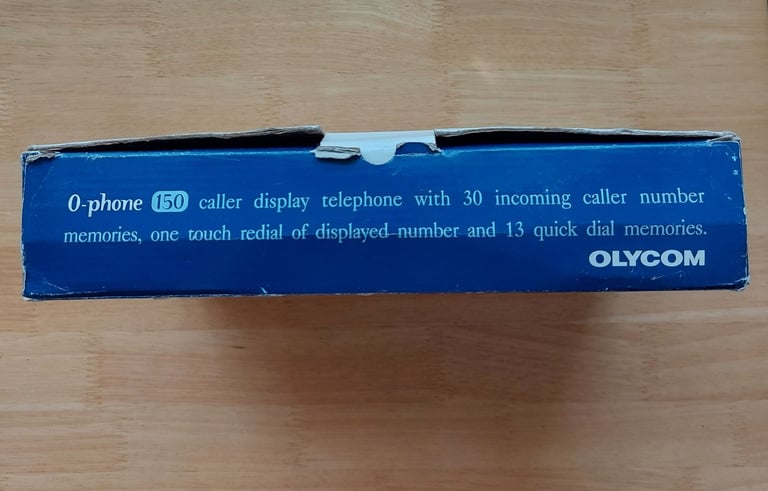 O-phone 150 caller display telephone with 30 incoming caller number
memories, one touch redial of displayed number and 13 quick dial memories.
OLYCOM